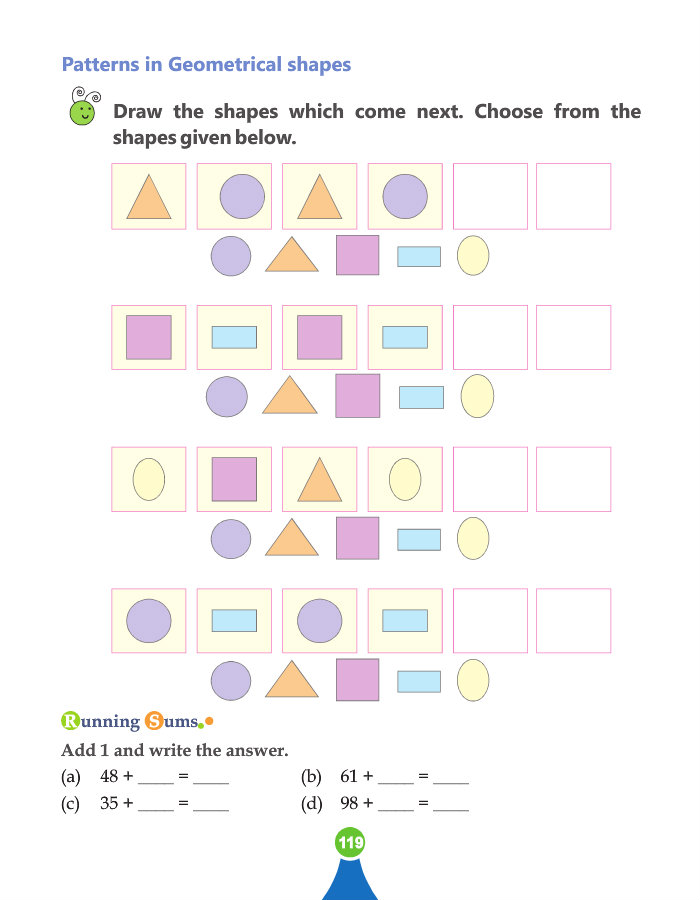 Patterns in Geometrical shapes
Draw the shapes which come next. Choose from the
shapes given below.
Running Sums
Add 1 and write the answer.
(a) 48 + ____ = ____ (b) 61 + ____ = ____
(c) 35 + ____ = ____ (d) 98 + ____ = ____
119